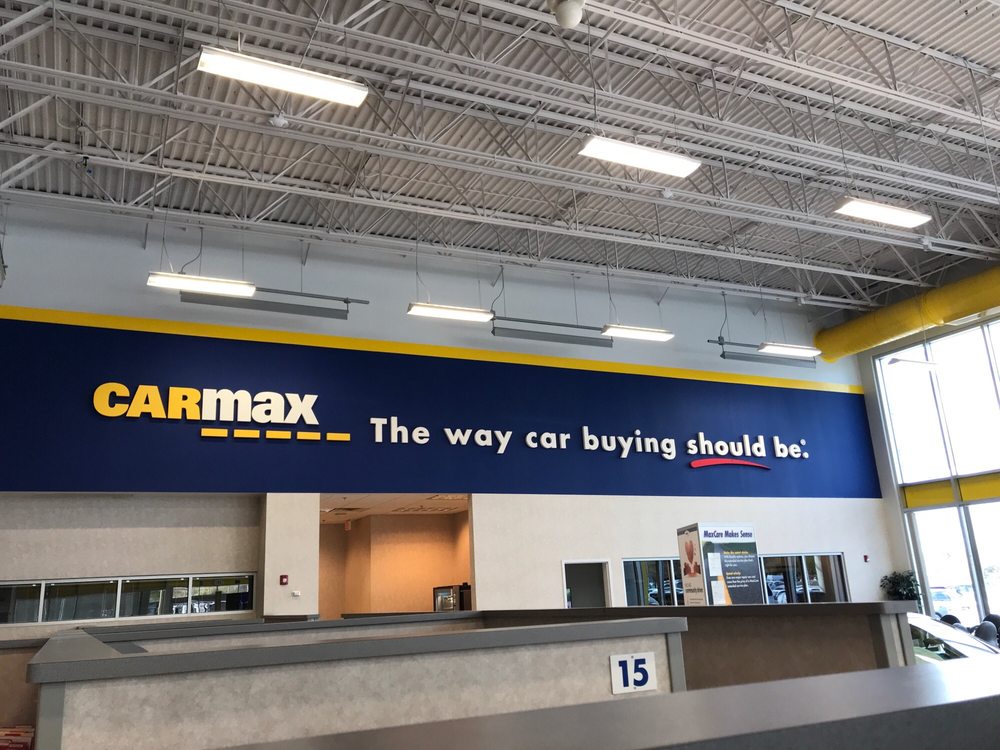 CARmax
The way car buying should be.®
MaxCare Makes Sense
15